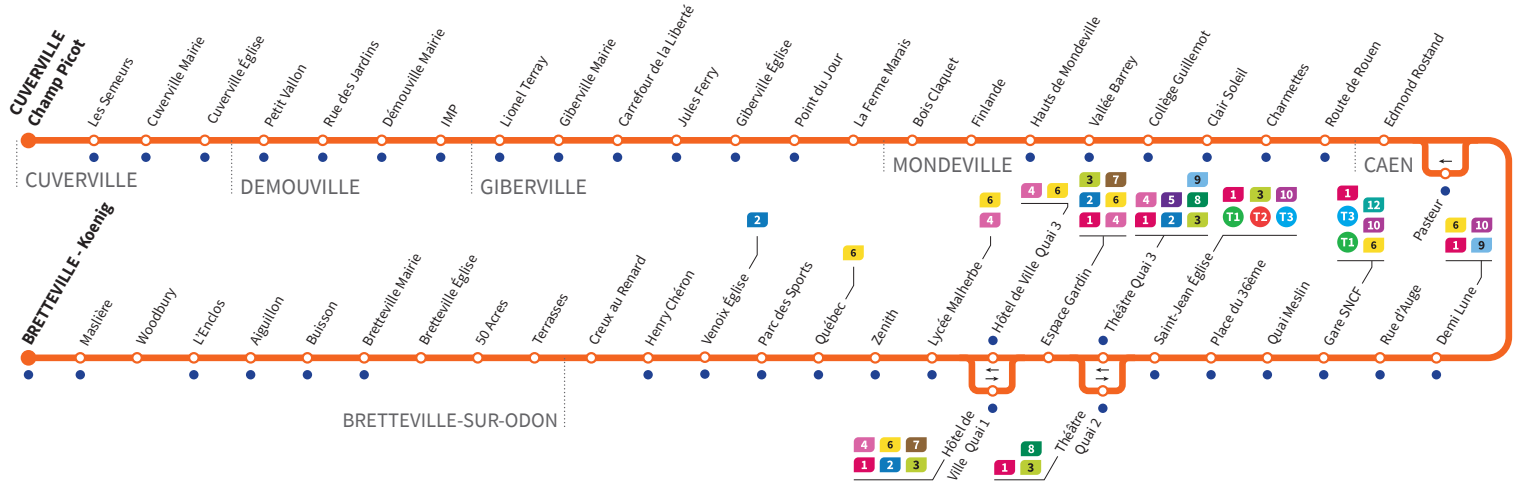 CUVERVILLE
Champ Picot
Les Semeurs
Cuverville Mairie
Cuverville Église
Petit Vallon
Rue des Jardins
Démouville Mairie
IMP
Lionel Terray
Giberville Mairie
Carrefour de la Liberté
Jules Ferry
Giberville Église
Point du Jour
La Ferme Marais
Bois Claquet
Finlande
Hauts de Mondeville
Vallée Barrey
Collège Guillemot
Clair Soleil
Charmettes
Route de Rouen
Edmond Rostand
Pasteur
CUVERVILLE
DEMOUVILLE
GIBERVILLE
MONDEVILLE
CAEN
BRETTEVILLE - Koenig
Maslière
Woodbury
L'Enclos
Aiguillon
Buisson
Bretteville Mairie
Bretteville Église
50 Acres
Terrasses
Creux au Renard
Henry Chéron
2
Venoix Église
Parc des Sports
6
Québec
Zenith
6
4
Lycée Malherbe
4 6
Hôtel de Ville Quai 3
3 7
2 6
1 4
Espace Gardin
9
4 5 8
1 2 3
Théâtre Quai 3
1 3 10
T1 T2 T3
Saint-Jean Église
Place du 36ème
Quai Meslin
1
T3 12
10
T1 6
Gare SNCF
Rue d'Auge
6 10
1 9
Demi Lune
BRETTEVILLE-SUR-ODON
4 6 7
1 2 3
Hôtel de
Ville Quai 1
8
1 3
Théâtre
Quai 2